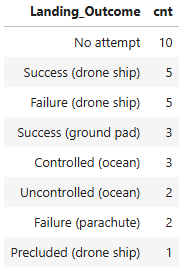 Landing_Outcome cnt
No attempt 10
Success (drone ship) 5
Failure (drone ship) 5
Success (ground pad) 3
Controlled (ocean) 3
Uncontrolled (ocean) 2
Failure (parachute) 2
Precluded (drone ship) 1